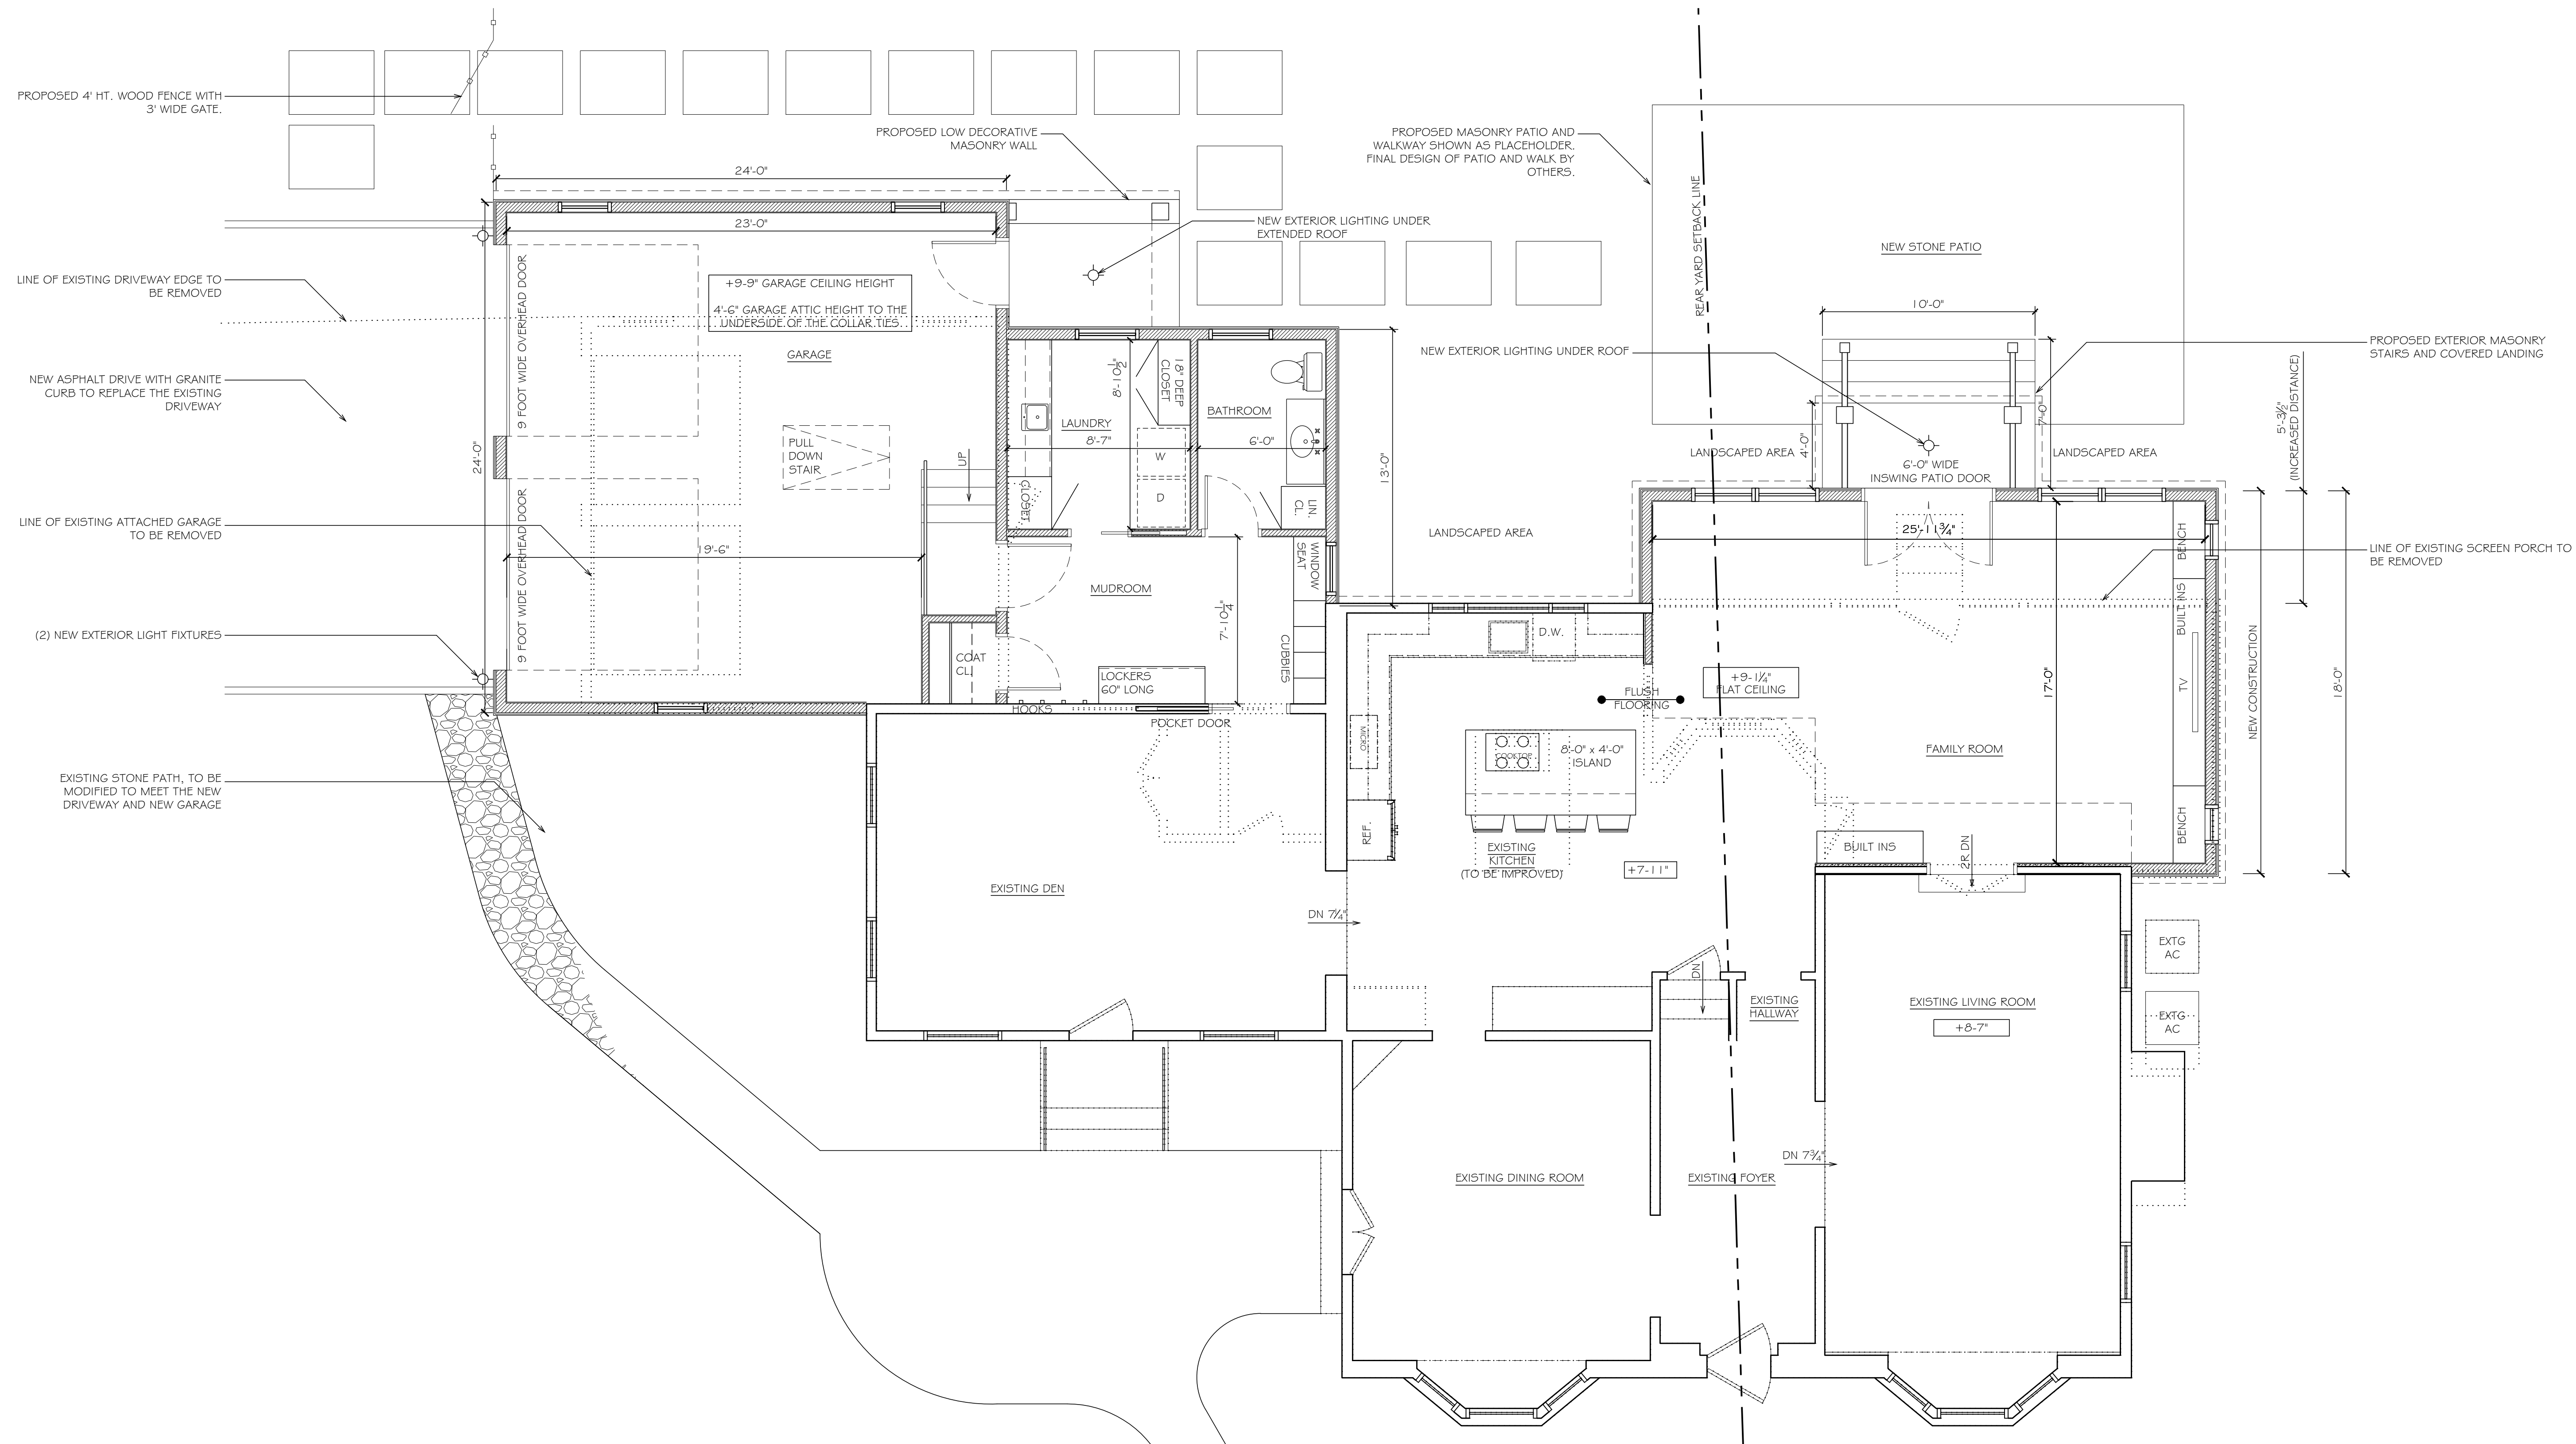 PROPOSED 4' HT. WOOD FENCE WITH
3' WIDE GATE.
PROPOSED LOW DECORATIVE
MASONRY WALL
PROPOSED MASONRY PATIO AND
WALKWAY SHOWN AS PLACEHOLDER.
FINAL DESIGN OF PATIO AND WALK BY
OTHERS.
24'-0"
23'-0"
NEW EXTERIOR LIGHTING UNDER
EXTENDED ROOF
REAR YARD SETBACK LINE
NEW STONE PATIO
LINE OF EXISTING DRIVEWAY EDGE TO
BE REMOVED
9 FOOT WIDE OVERHEAD DOOR
+9-9" GARAGE CEILING HEIGHT
4'-6" GARAGE ATTIC HEIGHT TO THE
UNDERSIDE OF THE COLLAR TIES.
GARAGE
10'-0"
NEW EXTERIOR LIGHTING UNDER ROOF
PROPOSED EXTERIOR MASONRY
STAIRS AND COVERED LANDING
NEW ASPHALT DRIVE WITH GRANITE
CURB TO REPLACE THE EXISTING
DRIVEWAY
8'-10½"
18" DEEP
CLOSET
BATHROOM
LAUNDRY
8'-7"
6'-0"
W
D
CLOSET
LIN.
CL.
13'-0"
PULL
DOWN
STAIR
UP
24'-0"
4'-0"
7'-0"
5'-3½"
(INCREASED DISTANCE)
LANDSCAPED AREA
LANDSCAPED AREA
6'-0" WIDE
INSWING PATIO DOOR
LINE OF EXISTING ATTACHED GARAGE
TO BE REMOVED
9 FOOT WIDE OVERHEAD DOOR
19'-6"
LANDSCAPED AREA
25'-11¾"
BENCH
LINE OF EXISTING SCREEN PORCH TO
BE REMOVED
WINDOW
SEAT
MUDROOM
7'-10¼"
CUBBIES
BUILT INS
TV
BENCH
(2) NEW EXTERIOR LIGHT FIXTURES
COAT
CL.
LOCKERS
60" LONG
HOOKS
POCKET DOOR
D.W.
+9-1¼"
FLAT CEILING
FLUSH
FLOORING
17'-0"
NEW CONSTRUCTION
18'-0"
MICRO
COOKTOP
8'-0" x 4'-0"
ISLAND
FAMILY ROOM
EXISTING STONE PATH, TO BE
MODIFIED TO MEET THE NEW
DRIVEWAY AND NEW GARAGE
REF.
EXISTING
KITCHEN
(TO BE IMPROVED)
+7-11"
BUILT INS
2R DN
EXISTING DEN
DN 7¼"
DN
EXTG
AC
EXISTING
HALLWAY
EXISTING LIVING ROOM
+8-7"
EXTG
AC
DN 7¾"
EXISTING DINING ROOM
EXISTING FOYER